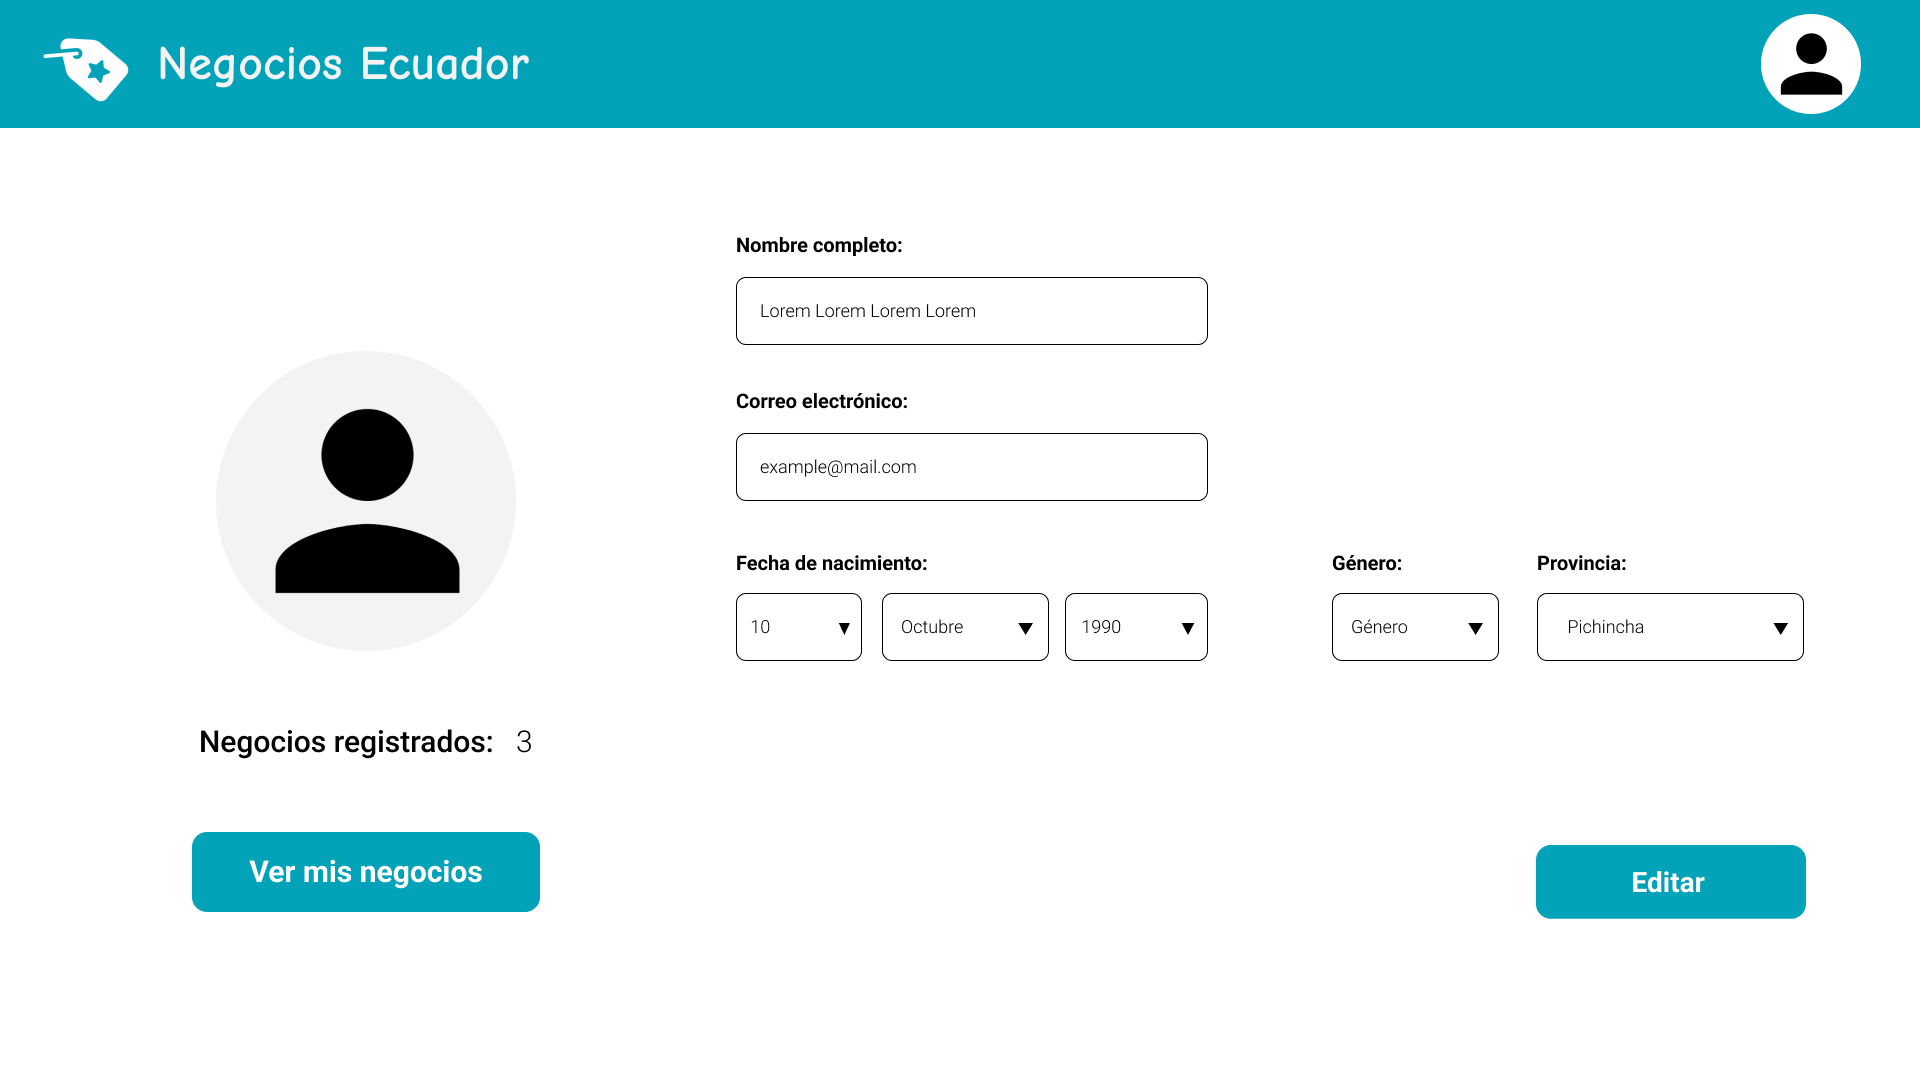 Negocios Ecuador
Nombre completo:
Lorem Lorem Lorem Lorem
Correo electrónico:
example@mail.com
Fecha de nacimiento:
Género:
Provincia:
10
Octubre
1990
Género
Pichincha
Negocios registrados: 3
Ver mis negocios
Editar